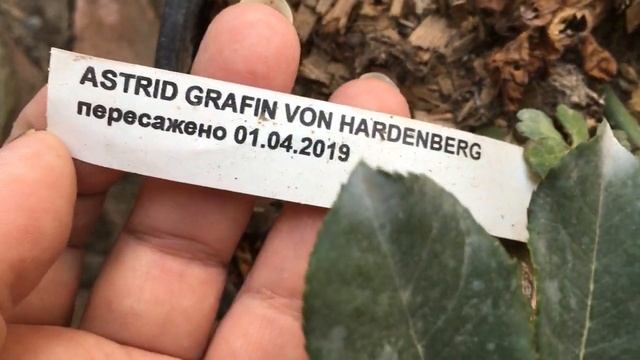 ASTRID GRAFIN VON HARDENBERG
пересажено 01.04.2019